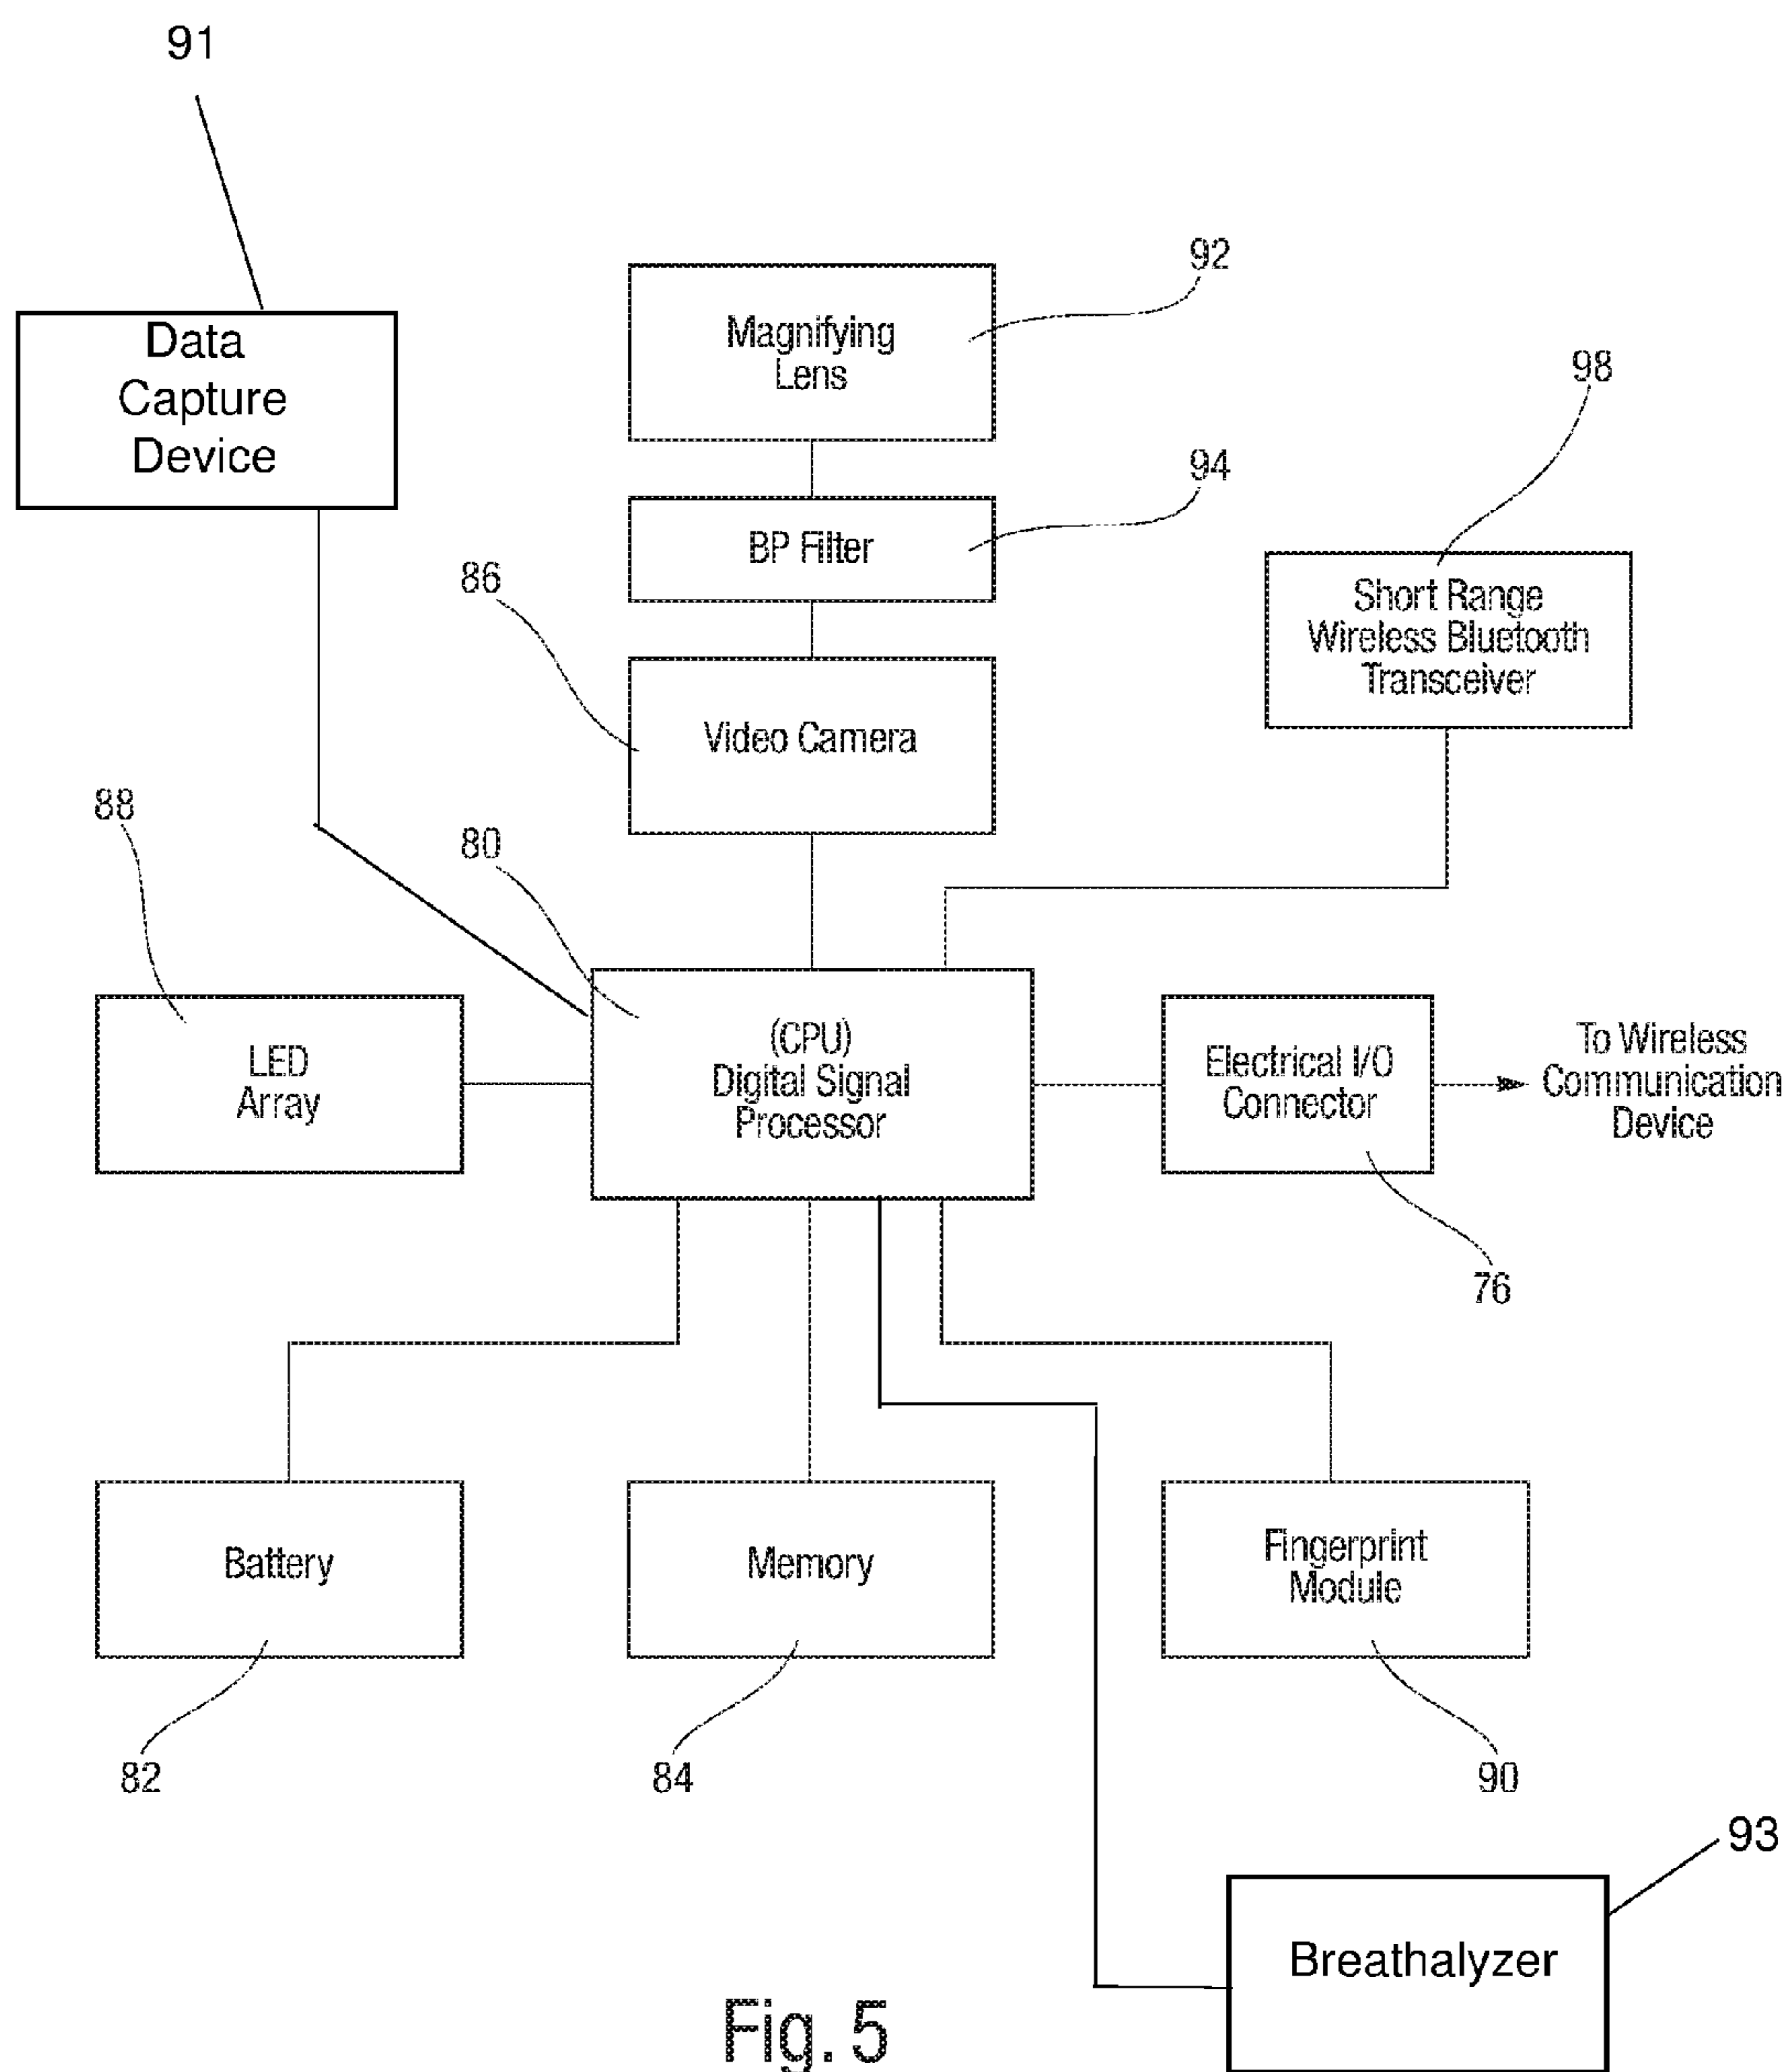 91
Data
Capture
Device
92
Magnifying
Lens
98
94
BP Filter
86
Short Range
Wireless Bluetooth
Transceiver
Video Camera
88
80
LED
Array
(CPU)
Digital Signal
Processor
Electrical I/O
Connector
To Wireless
Communication
Device
76
Battery
Memory
Fingerprint
Module
82
84
90
93
Breathalyzer
Fig. 5